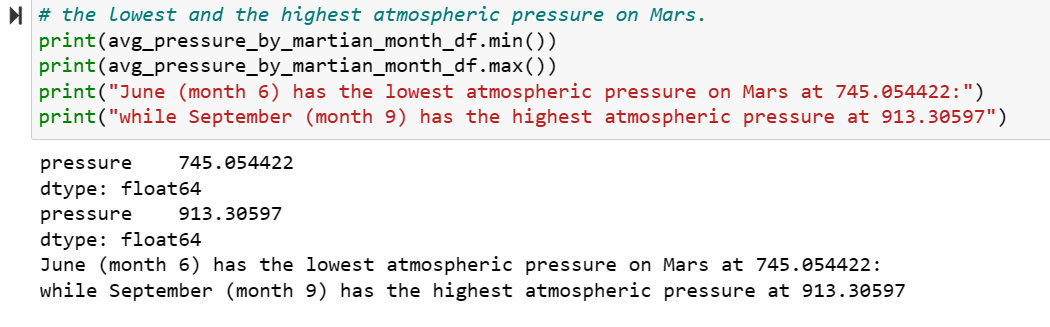 # the lowest and the highest atmospheric pressure on Mars.
print(avg_pressure_by_martian_month_df.min())
print(avg_pressure_by_martian_month_df.max())
print("June (month 6) has the lowest atmospheric pressure on Mars at 745.054422:")
print("while September (month 9) has the highest atmospheric pressure at 913.30597")
pressure    745.054422
dtype: float64
pressure    913.30597
dtype: float64
June (month 6) has the lowest atmospheric pressure on Mars at 745.054422:
while September (month 9) has the highest atmospheric pressure at 913.30597